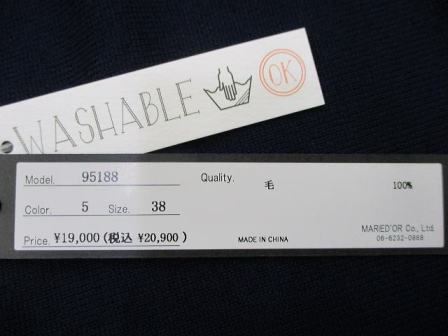 WASHABLE OK
Model. 95188
Quality. 毛 100%
Color. 5 Size. 38
Price. ¥19,000 (税込 ¥20,900)
MADE IN CHINA
MARIED'OR Co., Ltd.
06-6232-0888